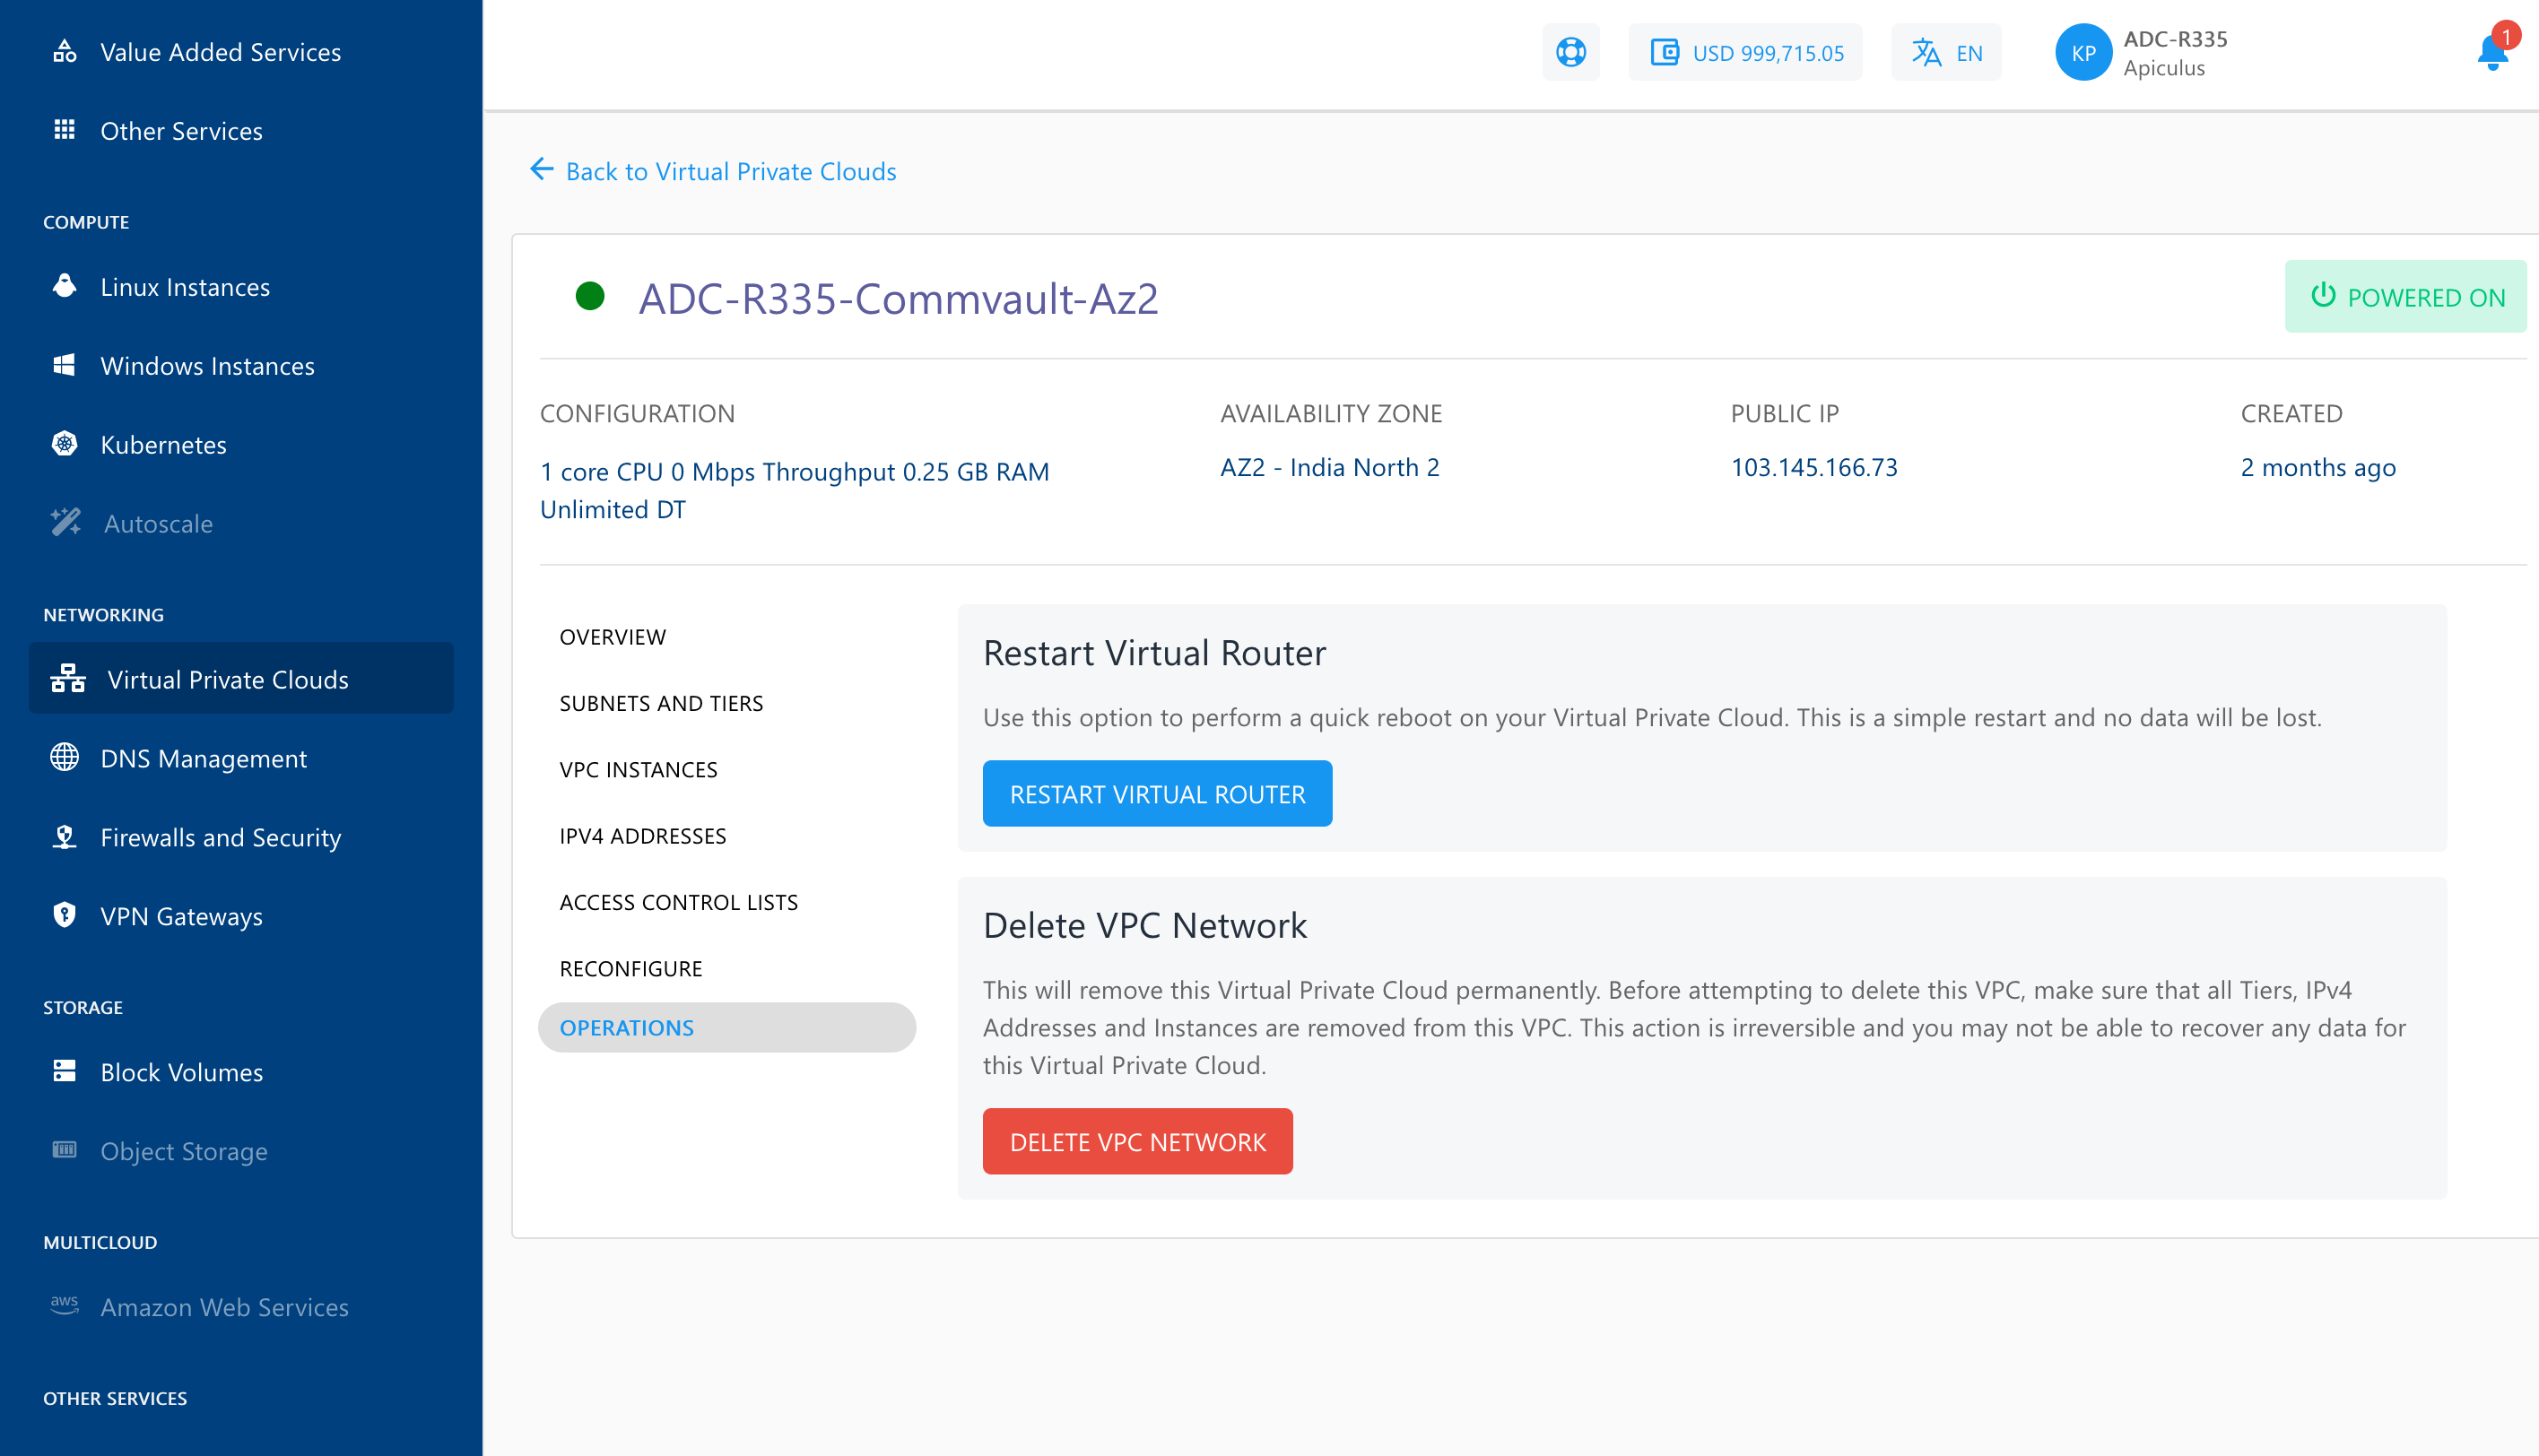 Value Added Services
Other Services
COMPUTE
Linux Instances
Windows Instances
Kubernetes
Autoscale
NETWORKING
Virtual Private Clouds
DNS Management
Firewalls and Security
VPN Gateways
STORAGE
Block Volumes
Object Storage
MULTICLOUD
aws Amazon Web Services
OTHER SERVICES
USD 999,715.05
EN
KP
ADC-R335
Apiculus
1
Back to Virtual Private Clouds
ADC-R335-Commvault-Az2
POWERED ON
CONFIGURATION
1 core CPU 0 Mbps Throughput 0.25 GB RAM
Unlimited DT
AVAILABILITY ZONE
AZ2 - India North 2
PUBLIC IP
103.145.166.73
CREATED
2 months ago
OVERVIEW
SUBNETS AND TIERS
VPC INSTANCES
IPV4 ADDRESSES
ACCESS CONTROL LISTS
RECONFIGURE
OPERATIONS
Restart Virtual Router
Use this option to perform a quick reboot on your Virtual Private Cloud. This is a simple restart and no data will be lost.
RESTART VIRTUAL ROUTER
Delete VPC Network
This will remove this Virtual Private Cloud permanently. Before attempting to delete this VPC, make sure that all Tiers, IPv4
Addresses and Instances are removed from this VPC. This action is irreversible and you may not be able to recover any data for
this Virtual Private Cloud.
DELETE VPC NETWORK